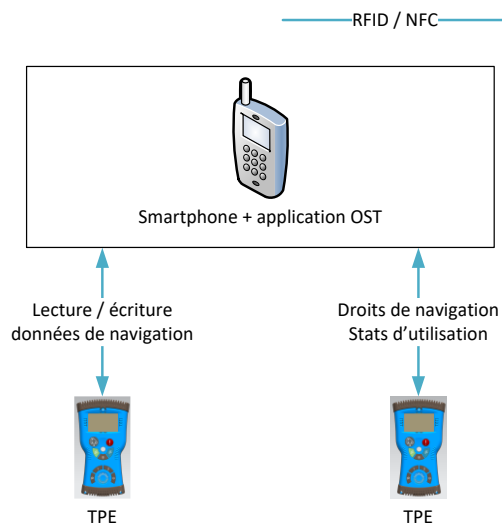 RFID / NFC
Smartphone + application OST
Lecture / écriture
données de navigation
Droits de navigation
Stats d’utilisation
TPE
TPE